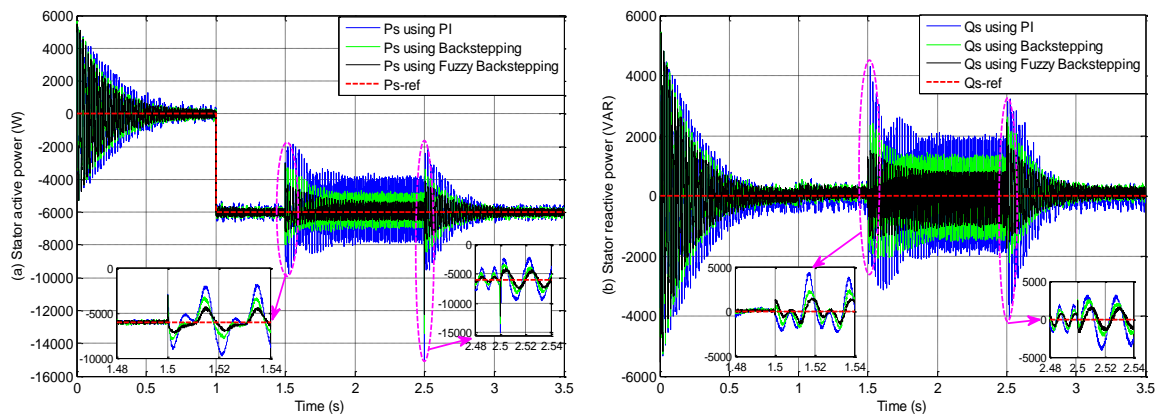 (a) Stator active power (W)
6000
4000
2000
0
-2000
-4000
-6000
-8000
-10000
-12000
-14000
-16000
0 0.5 1 1.5 2 2.5 3 3.5
Time (s)
Ps using PI
Ps using Backstepping
Ps using Fuzzy Backstepping
Ps-ref
0
-5000
-10000
1.48 1.5 1.52 1.54
0
-5000
-10000
-15000
2.48 2.5 2.52 2.54
(b) Stator reactive power (VAR)
6000
4000
2000
0
-2000
-4000
-6000
0 0.5 1 1.5 2 2.5 3 3.5
Time (s)
Qs using PI
Qs using Backstepping
Qs using Fuzzy Backstepping
Qs-ref
5000
0
-5000
1.48 1.5 1.52 1.54
5000
0
-5000
2.48 2.5 2.52 2.54